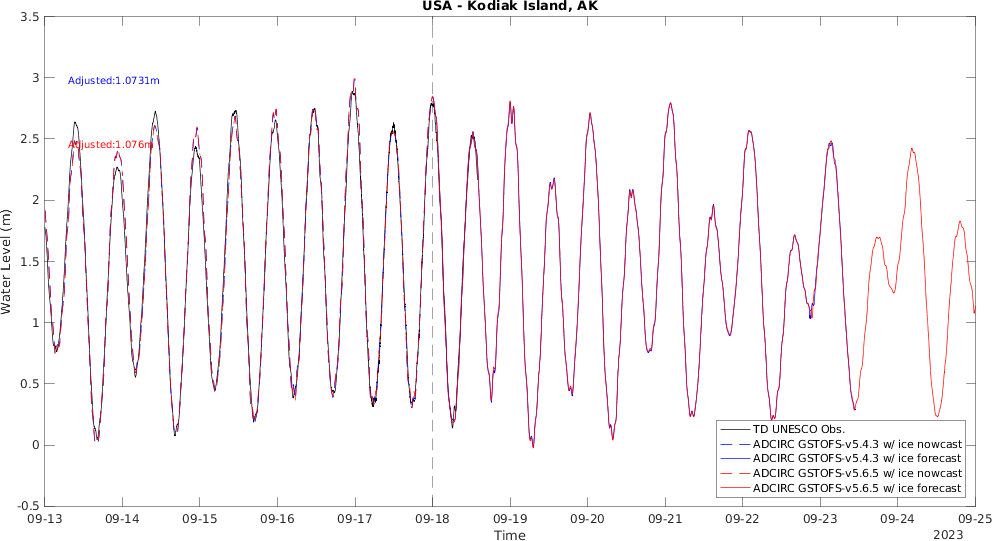 USA - Kodiak Island, AK
3.5
3
2.5
2
1.5
1
0.5
0
-0.5
Water Level (m)
Adjusted:1.0731m
Adjusted:1.076m
TD UNESCO Obs.
ADCIRC GSTOFS-v5.4.3 w/ ice nowcast
ADCIRC GSTOFS-v5.4.3 w/ ice forecast
ADCIRC GSTOFS-v5.6.5 w/ ice nowcast
ADCIRC GSTOFS-v5.6.5 w/ ice forecast
09-13 09-14 09-15 09-16 09-17 09-18 09-19 09-20 09-21 09-22 09-23 09-24 09-25
Time
2023